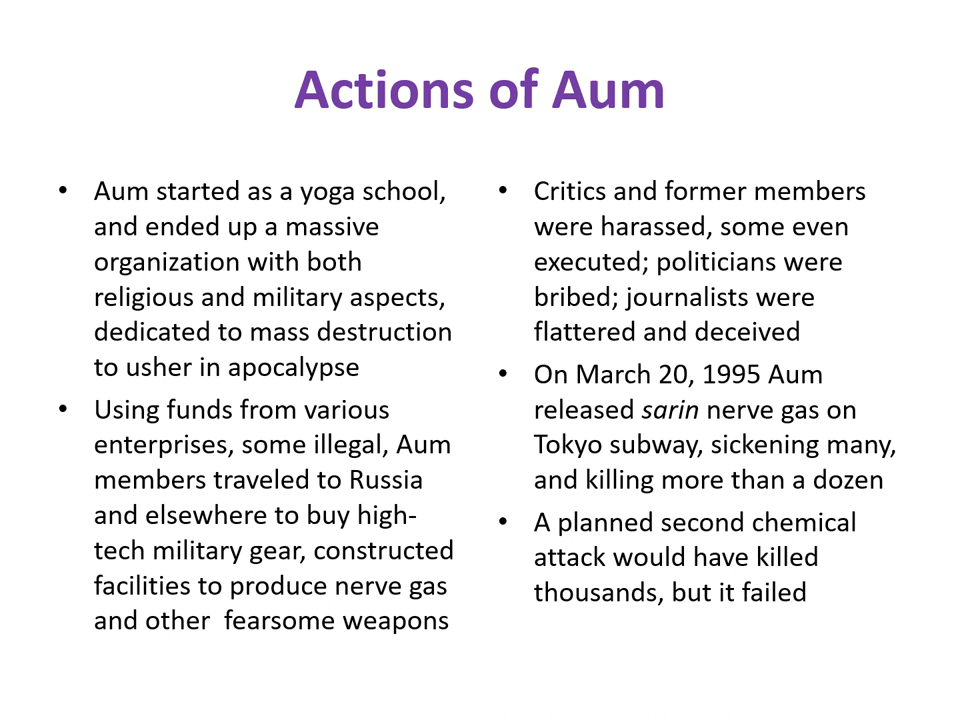 Actions of Aum
• Aum started as a yoga school,
and ended up a massive
organization with both
religious and military aspects,
dedicated to mass destruction
to usher in apocalypse
• Using funds from various
enterprises, some illegal, Aum
members traveled to Russia
and elsewhere to buy high-
tech military gear, constructed
facilities to produce nerve gas
and other  fearsome weapons
• Critics and former members
were harassed, some even
executed; politicians were
bribed; journalists were
flattered and deceived
• On March 20, 1995 Aum
released sarin nerve gas on
Tokyo subway, sickening many,
and killing more than a dozen
• A planned second chemical
attack would have killed
thousands, but it failed